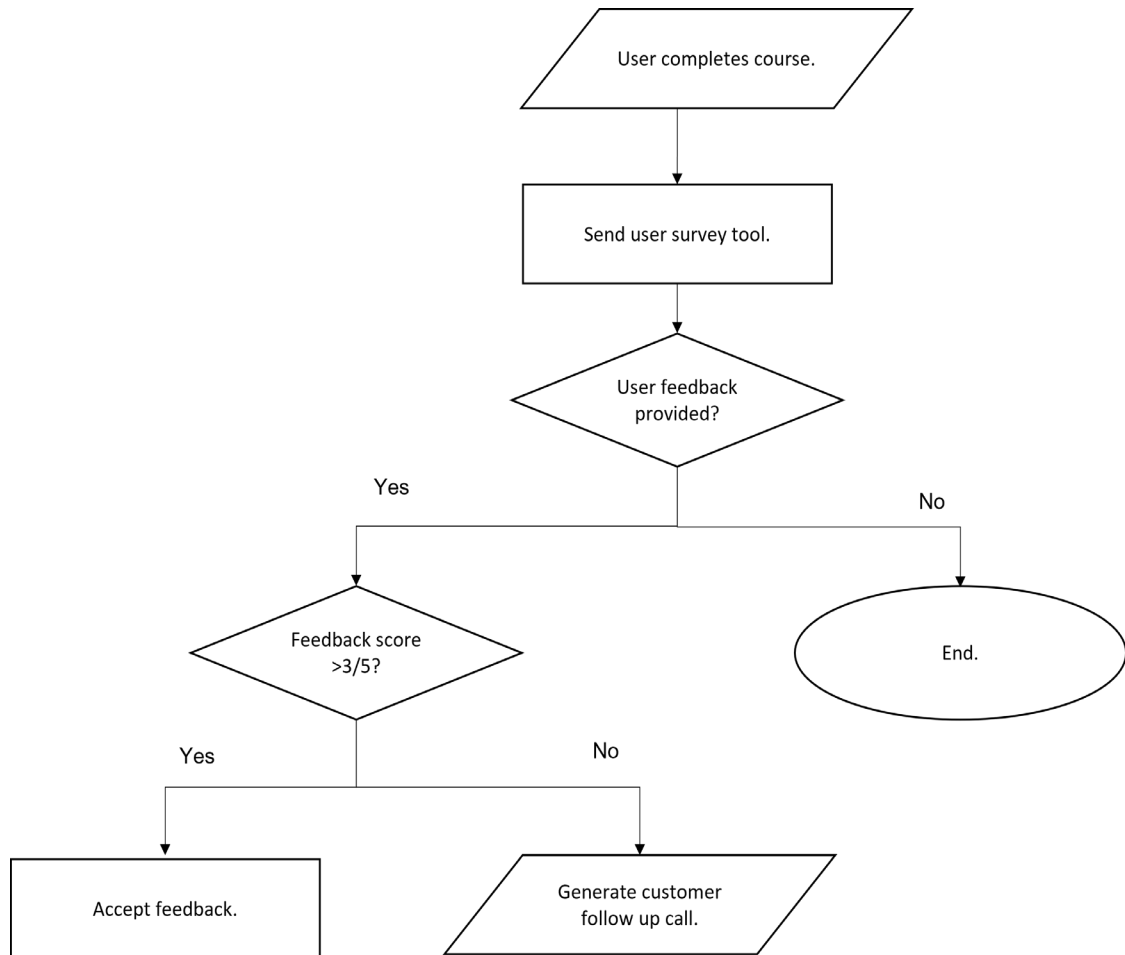 User completes course.
Send user survey tool.
User feedback
provided?
Yes
No
Feedback score
>3/5?
End.
Yes
No
Accept feedback.
Generate customer
follow up call.